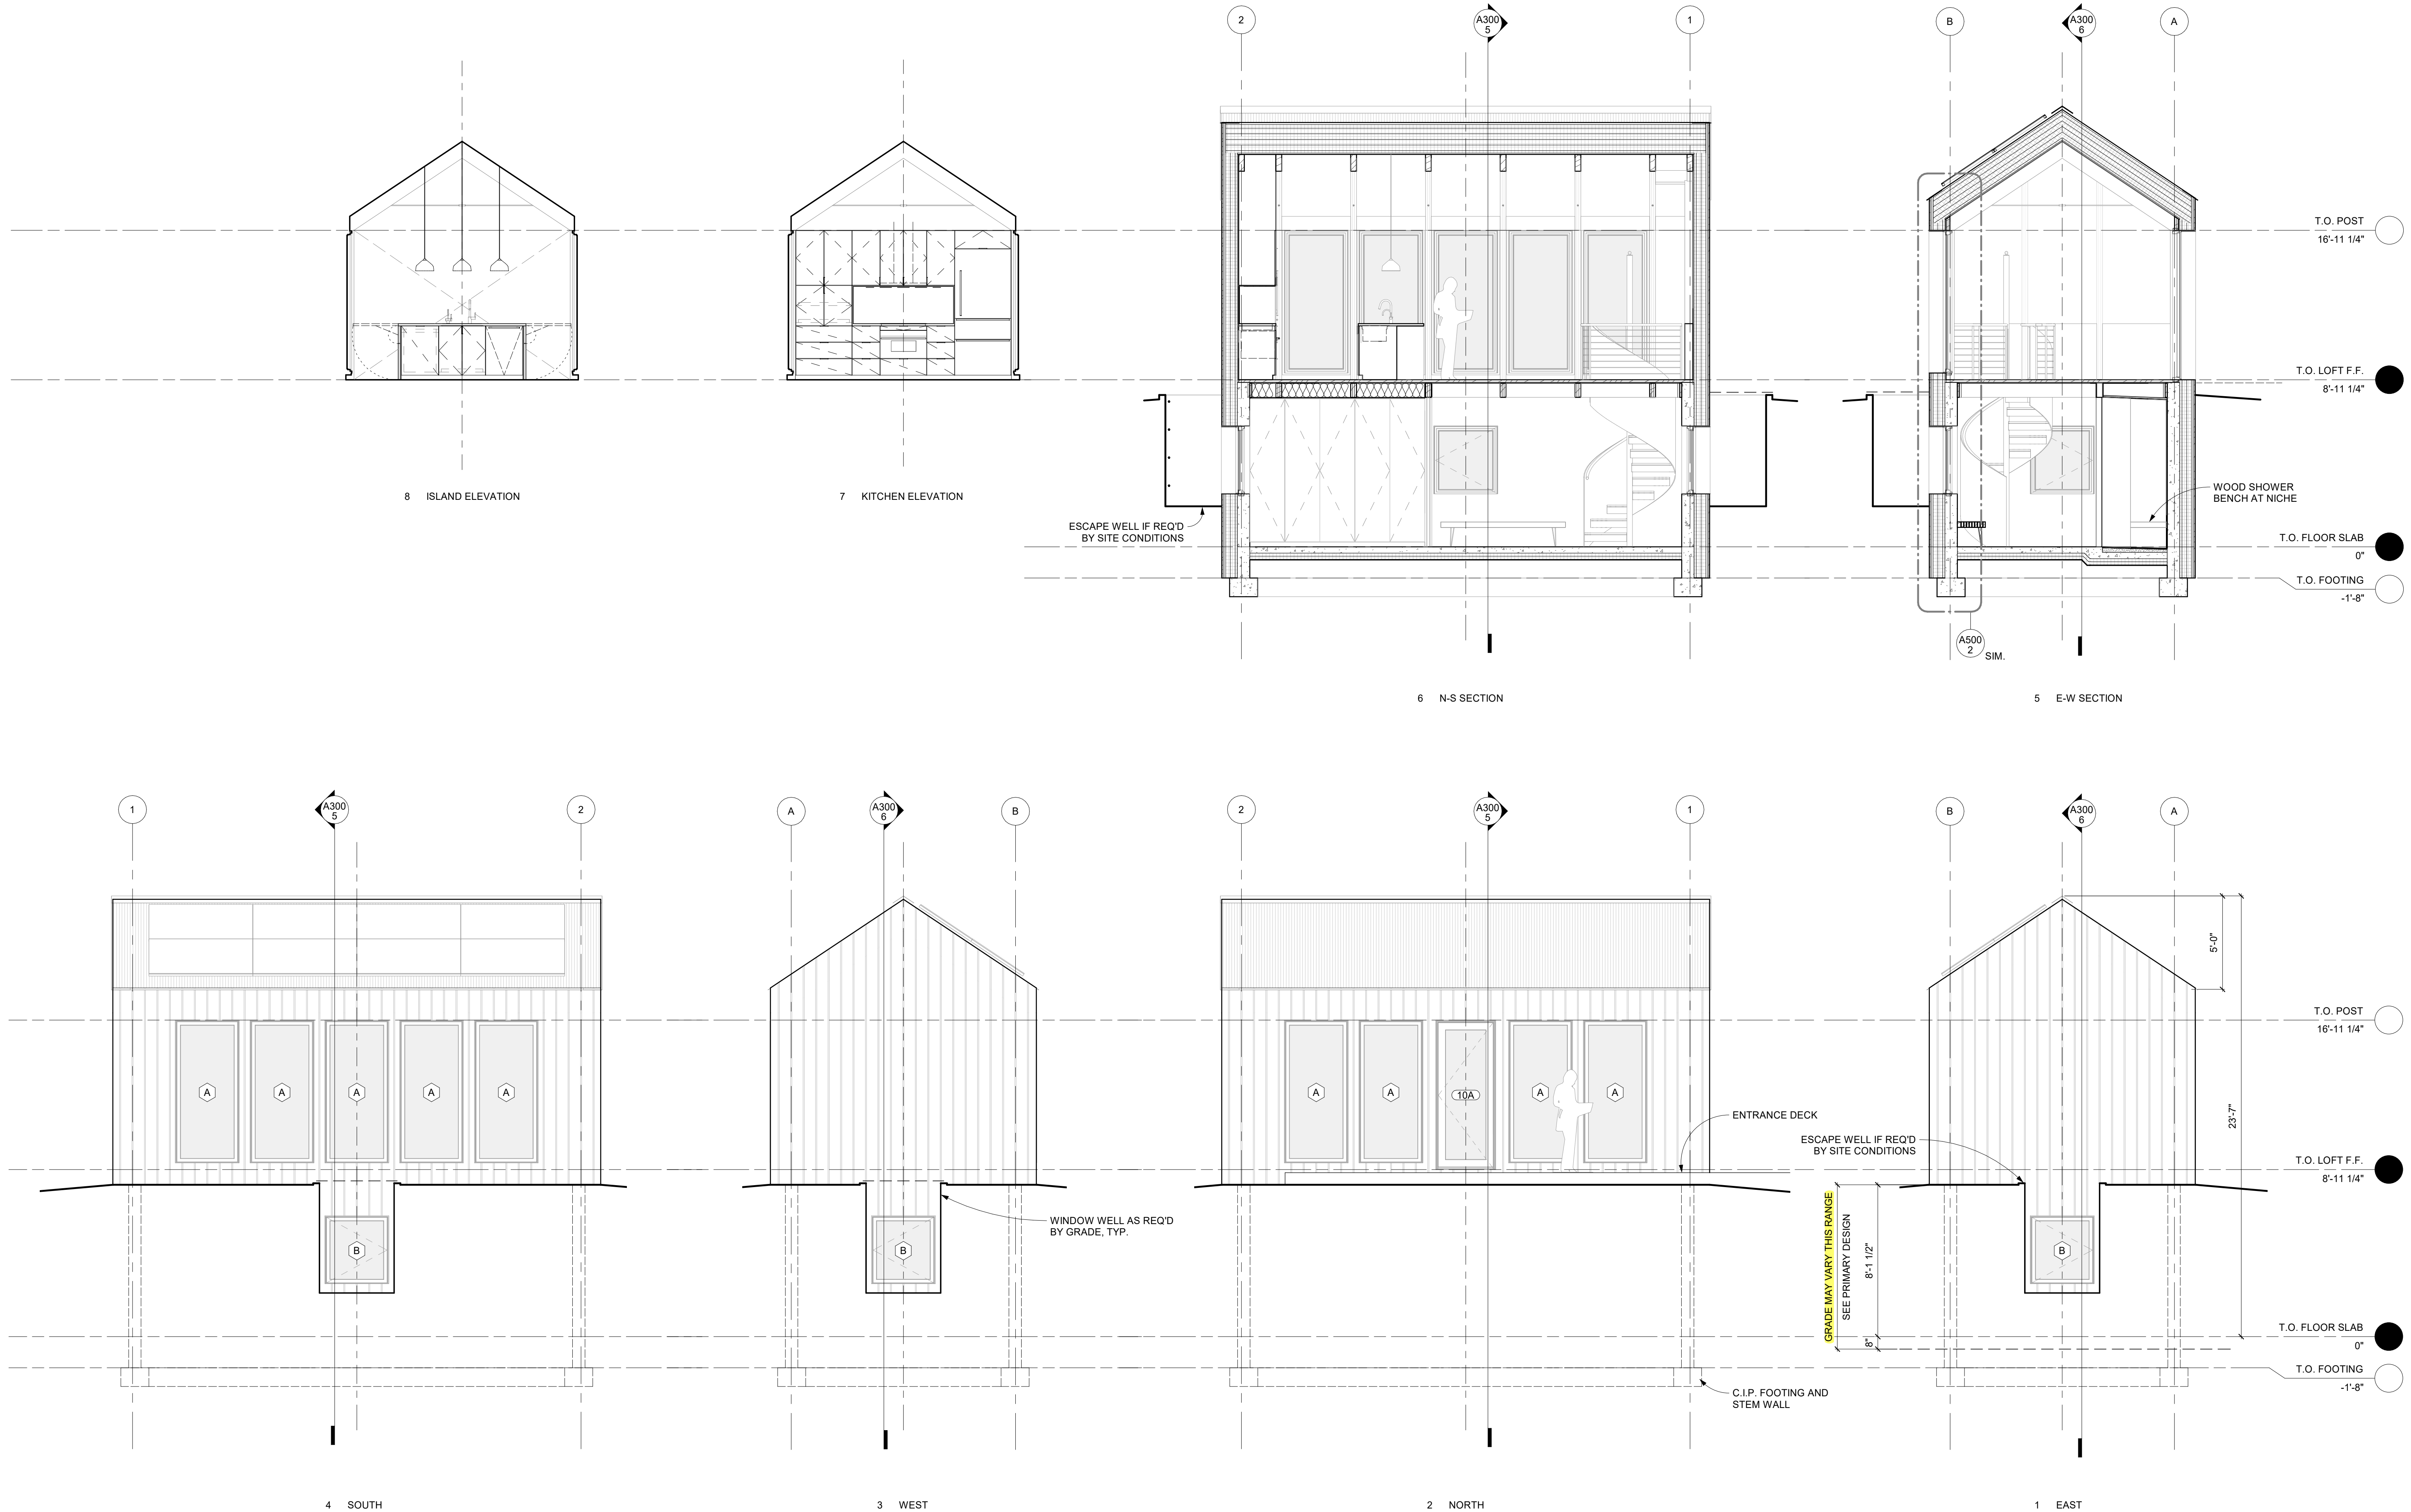 2
A300
5
1
B
A300
6
A
T.O. POST
16'-11 1/4"
T.O. LOFT F.F.
8'-11 1/4"
8 ISLAND ELEVATION
7 KITCHEN ELEVATION
ESCAPE WELL IF REQ'D
BY SITE CONDITIONS
WOOD SHOWER
BENCH AT NICHE
T.O. FLOOR SLAB
0"
T.O. FOOTING
-1'-8"
A500
2
SIM.
6 N-S SECTION
5 E-W SECTION
1
A300
5
2
A
A300
6
B
2
A300
5
1
B
A300
6
A
5'-0"
23'-7"
T.O. POST
16'-11 1/4"
A
A
A
A
A
A
A
10A
A
A
ENTRANCE DECK
ESCAPE WELL IF REQ'D
BY SITE CONDITIONS
T.O. LOFT F.F.
8'-11 1/4"
B
B
WINDOW WELL AS REQ'D
BY GRADE, TYP.
GRADE MAY VARY THIS RANGE
SEE PRIMARY DESIGN
8'-1 1/2"
8"
B
T.O. FLOOR SLAB
0"
T.O. FOOTING
-1'-8"
C.I.P. FOOTING AND
STEM WALL
4 SOUTH
3 WEST
2 NORTH
1 EAST